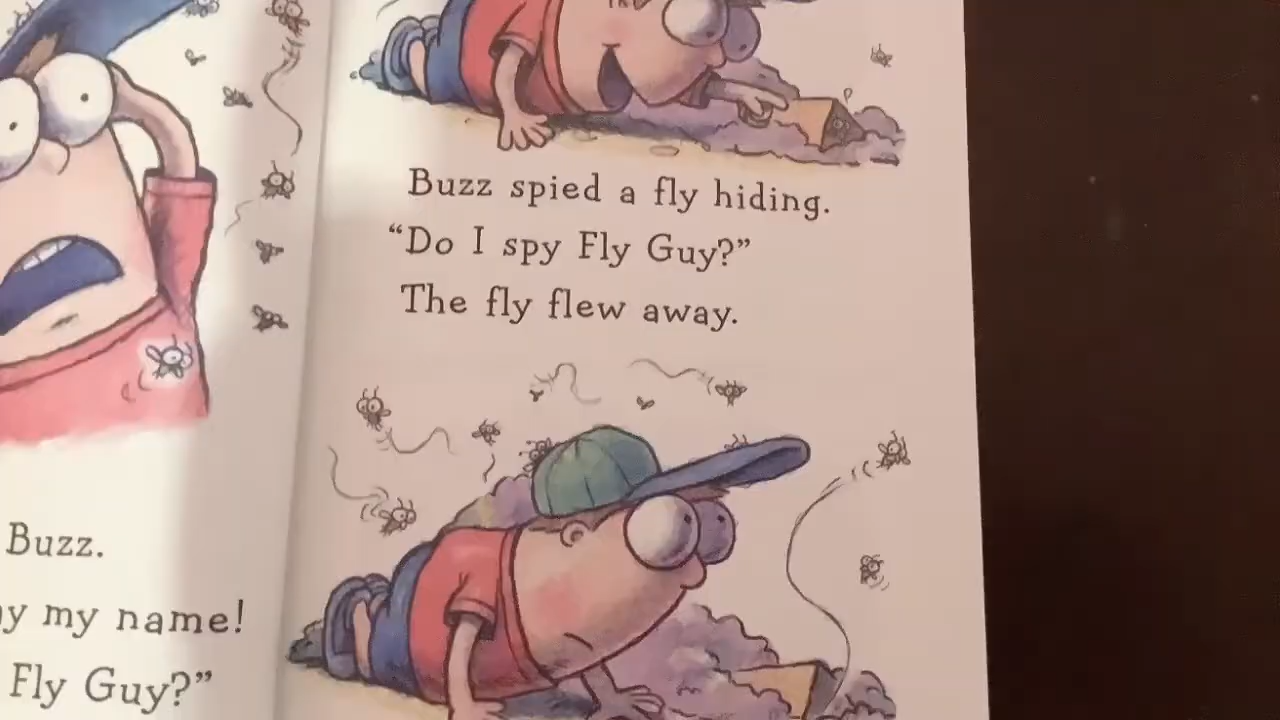 Buzz.
my name!
Fly Guy?”
Buzz spied a fly hiding.
“Do I spy Fly Guy?”
The fly flew away.